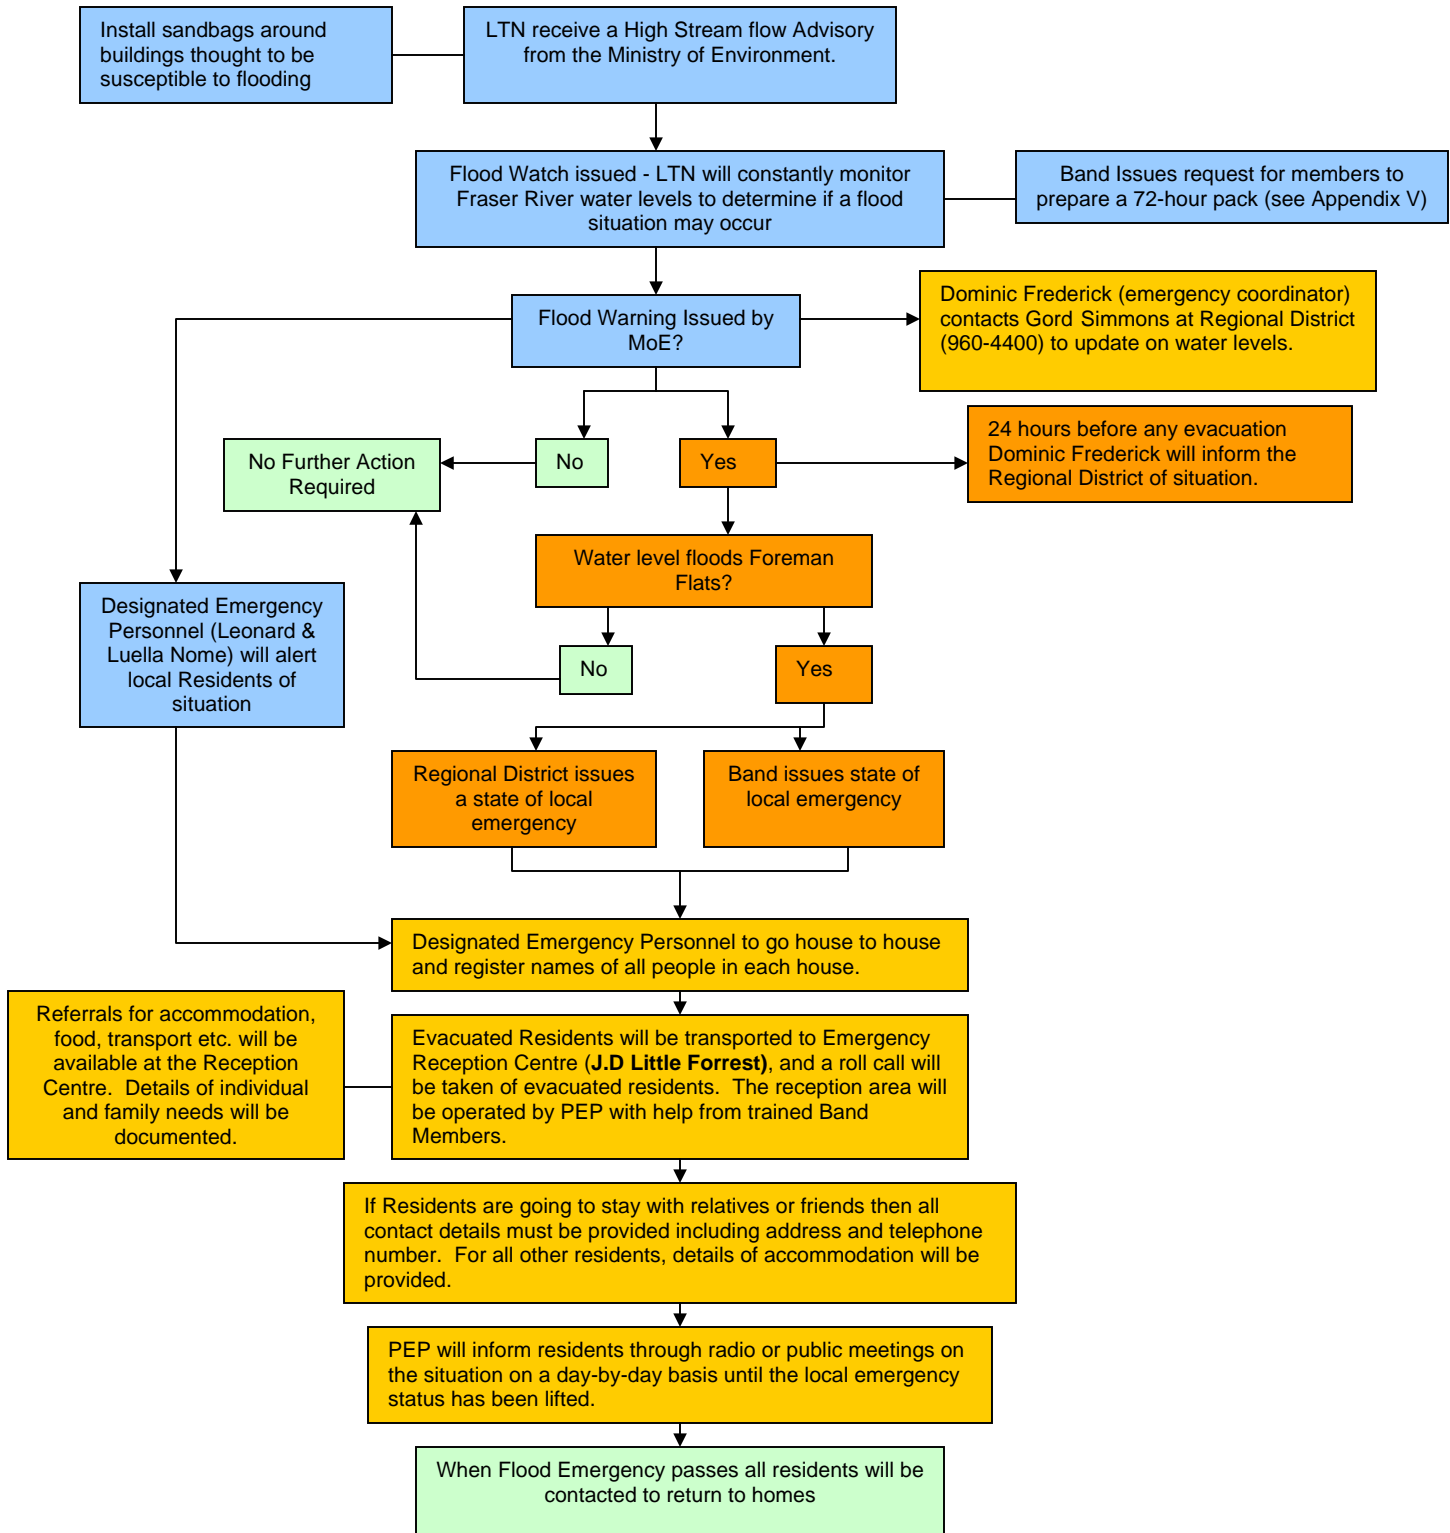 Install sandbags around
buildings thought to be
susceptible to flooding
LTN receive a High Stream flow Advisory
from the Ministry of Environment.
Flood Watch issued - LTN will constantly monitor
Fraser River water levels to determine if a flood
situation may occur
Band Issues request for members to
prepare a 72-hour pack (see Appendix V)
Flood Warning Issued by
MoE?
Dominic Frederick (emergency coordinator)
contacts Gord Simmons at Regional District
(960-4400) to update on water levels.
No Further Action
Required
No
Yes
24 hours before any evacuation
Dominic Frederick will inform the
Regional District of situation.
Water level floods Foreman
Flats?
Designated Emergency
Personnel (Leonard &
Luella Nome) will alert
local Residents of
situation
No
Yes
Regional District issues
a state of local
emergency
Band issues state of
local emergency
Designated Emergency Personnel to go house to house
and register names of all people in each house.
Referrals for accommodation,
food, transport etc. will be
available at the Reception
Centre.  Details of individual
and family needs will be
documented.
Evacuated Residents will be transported to Emergency
Reception Centre (J.D Little Forrest), and a roll call will
be taken of evacuated residents.  The reception area will
be operated by PEP with help from trained Band
Members.
If Residents are going to stay with relatives or friends then all
contact details must be provided including address and telephone
number.  For all other residents, details of accommodation will be
provided.
PEP will inform residents through radio or public meetings on
the situation on a day-by-day basis until the local emergency
status has been lifted.
When Flood Emergency passes all residents will be
contacted to return to homes